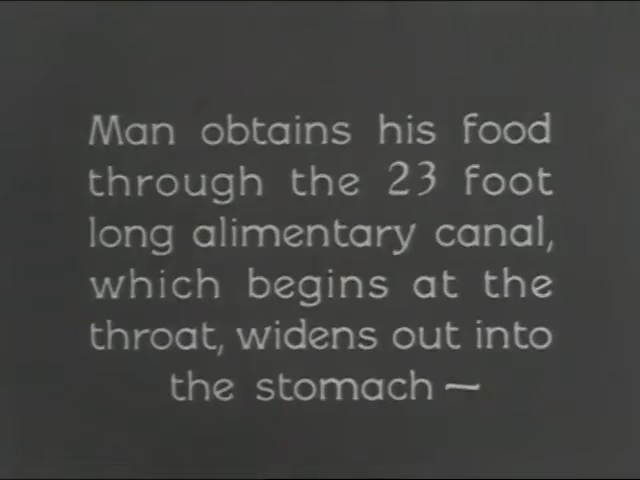 Man obtains his food
through the 23 foot
long alimentary canal,
which begins at the
throat, widens out into
the stomach —